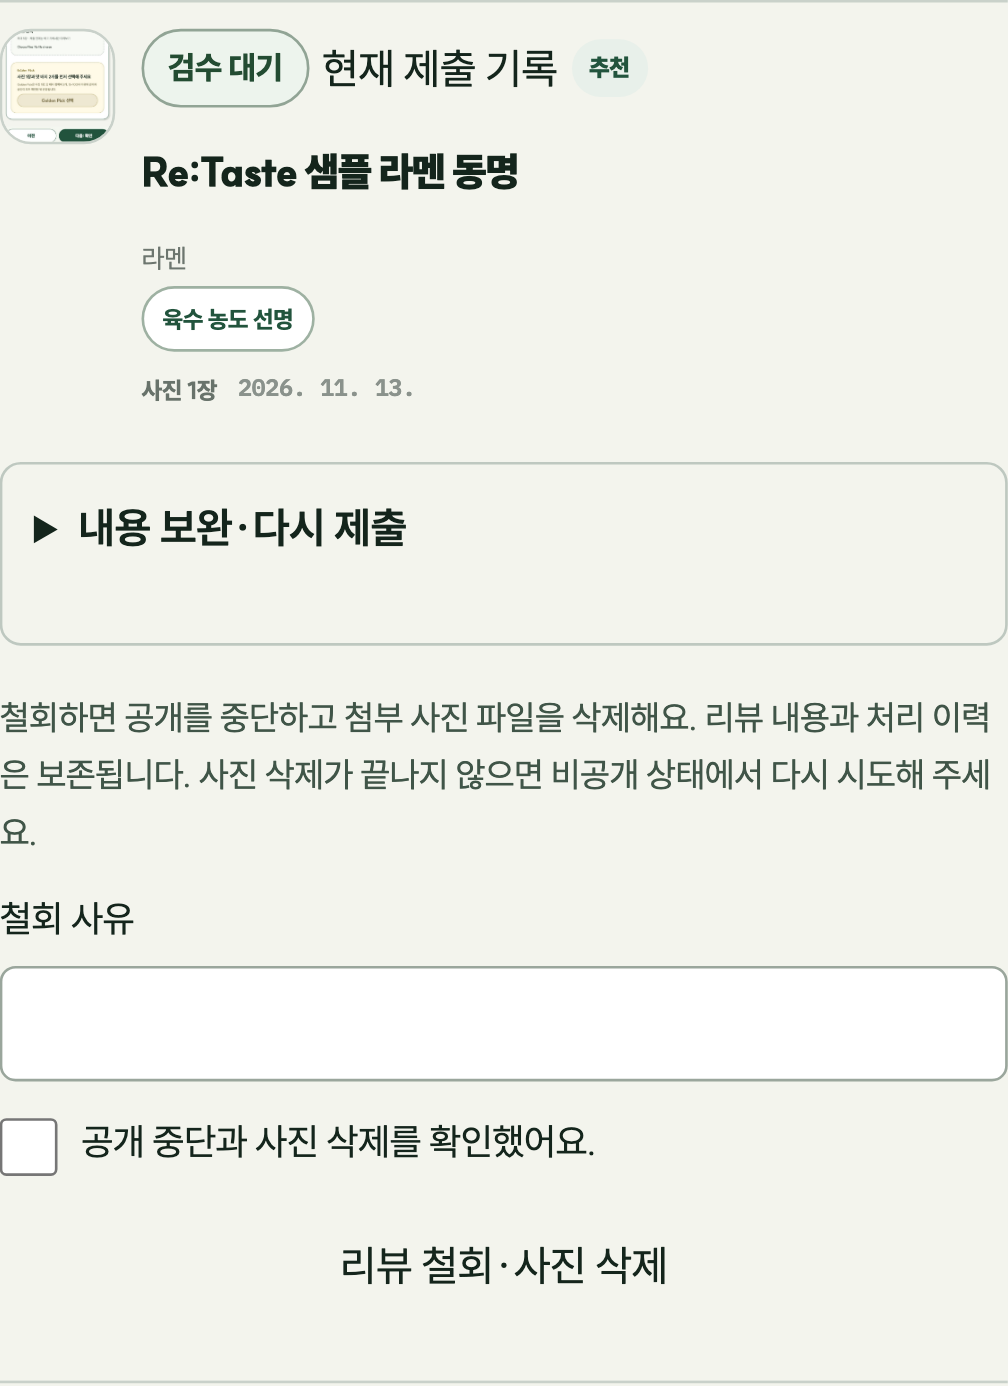 검수 대기 현재 제출 기록 추천
Re:Taste 샘플 라멘 동명
라멘
육수 농도 선명
사진 1장 2026. 11. 13.
▶ 내용 보완·다시 제출
철회하면 공개를 중단하고 첨부 사진 파일을 삭제해요. 리뷰 내용과 처리 이력
은 보존됩니다. 사진 삭제가 끝나지 않으면 비공개 상태에서 다시 시도해 주세
요.
철회 사유
공개 중단과 사진 삭제를 확인했어요.
리뷰 철회·사진 삭제